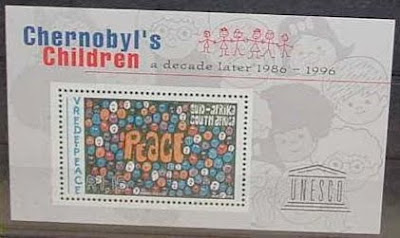 Chernobyl's
Children
a decade later 1986 - 1996
VREDE PEACE
SUID-AFRIKA
SOUTH AFRICA
PEACE
UNESCO